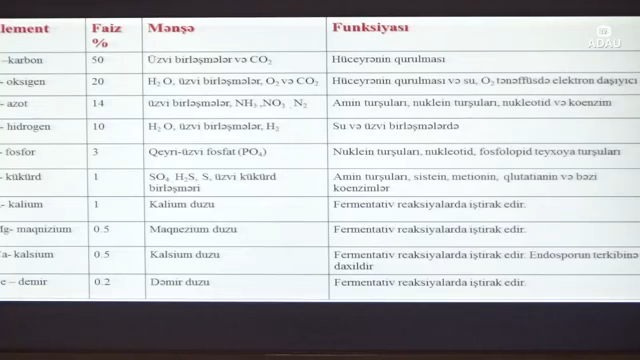 lement Faiz % Mənşə Funksiyası
–karbon 50 Üzvi birləşmələr və CO₂ Hüceyrənin qurulması
- oksigen 20 H₂O, üzvi birləşmələr, O₂ və CO₂ Hüceyrənin qurulması və su, O₂ tənəffüsdə elektron daşıyıcı
- azot 14 üzvi birləşmələr, NH₃, NO₃, N₂ Amin turşuları, nuklein turşuları, nukleotid və koenzim
- hidrogen 10 H₂O, üzvi birləşmələr, H₂ Su və üzvi birləşmələrdə
- fosfor 3 Qeyri-üzvi fosfat (PO₄) Nuklein turşuları, nukleotid, fosfolopid teyxoya turşuları
- kükürd 1 SO₄ H₂S, S, üzvi kükürd birləşməri Amin turşuları, sistein, metionin, qlutatianin və bəzi koenzimlər
- kalium 1 Kalium duzu Fermentativ reaksiyalarda iştirak edir.
Mg- maqnizium 0.5 Maqnezium duzu Fermentativ reaksiyalarda iştirak edir.
a- kalsium 0.5 Kalsium duzu Fermentativ reaksiyalarda iştirak edir. Endosporun terkibinə daxildir
e – demir 0.2 Dəmir duzu Fermentativ reaksiyalarda iştirak edir.
ADAU